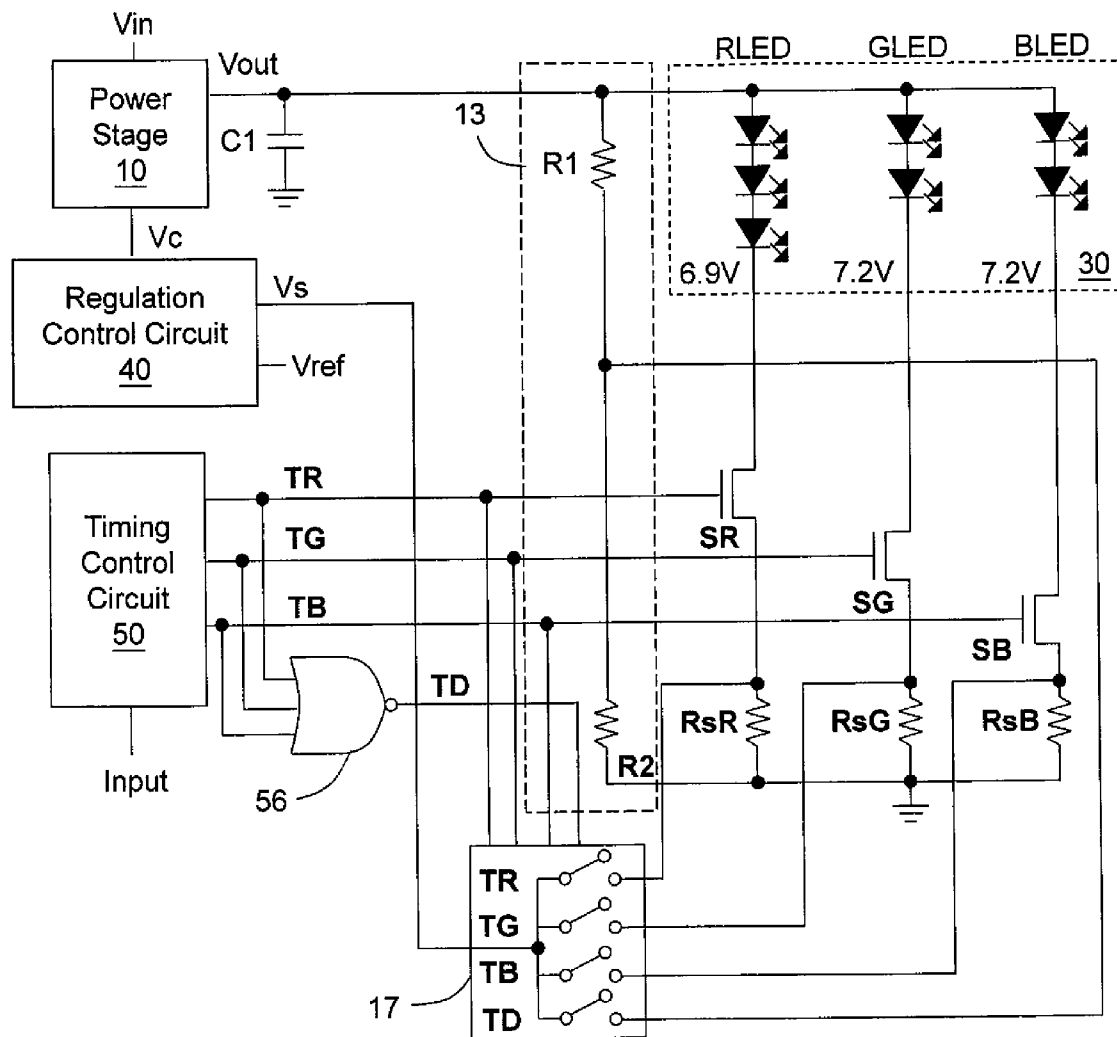 Vin
RLED
GLED
BLED
Vout
Power
Stage
10
C1
13
R1
Vc
6.9V
7.2V
7.2V
30
Regulation
Control Circuit
40
Vs
Vref
Timing
Control
Circuit
50
TR
TG
TB
SR
SG
SB
TD
RsR
RsG
RsB
R2
Input
56
TR
TG
TB
TD
17